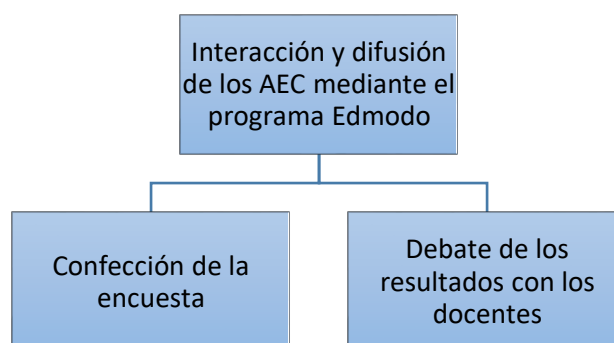 Interacción y difusión
de los AEC mediante el
programa Edmodo
Confección de la
encuesta
Debate de los
resultados con los
docentes